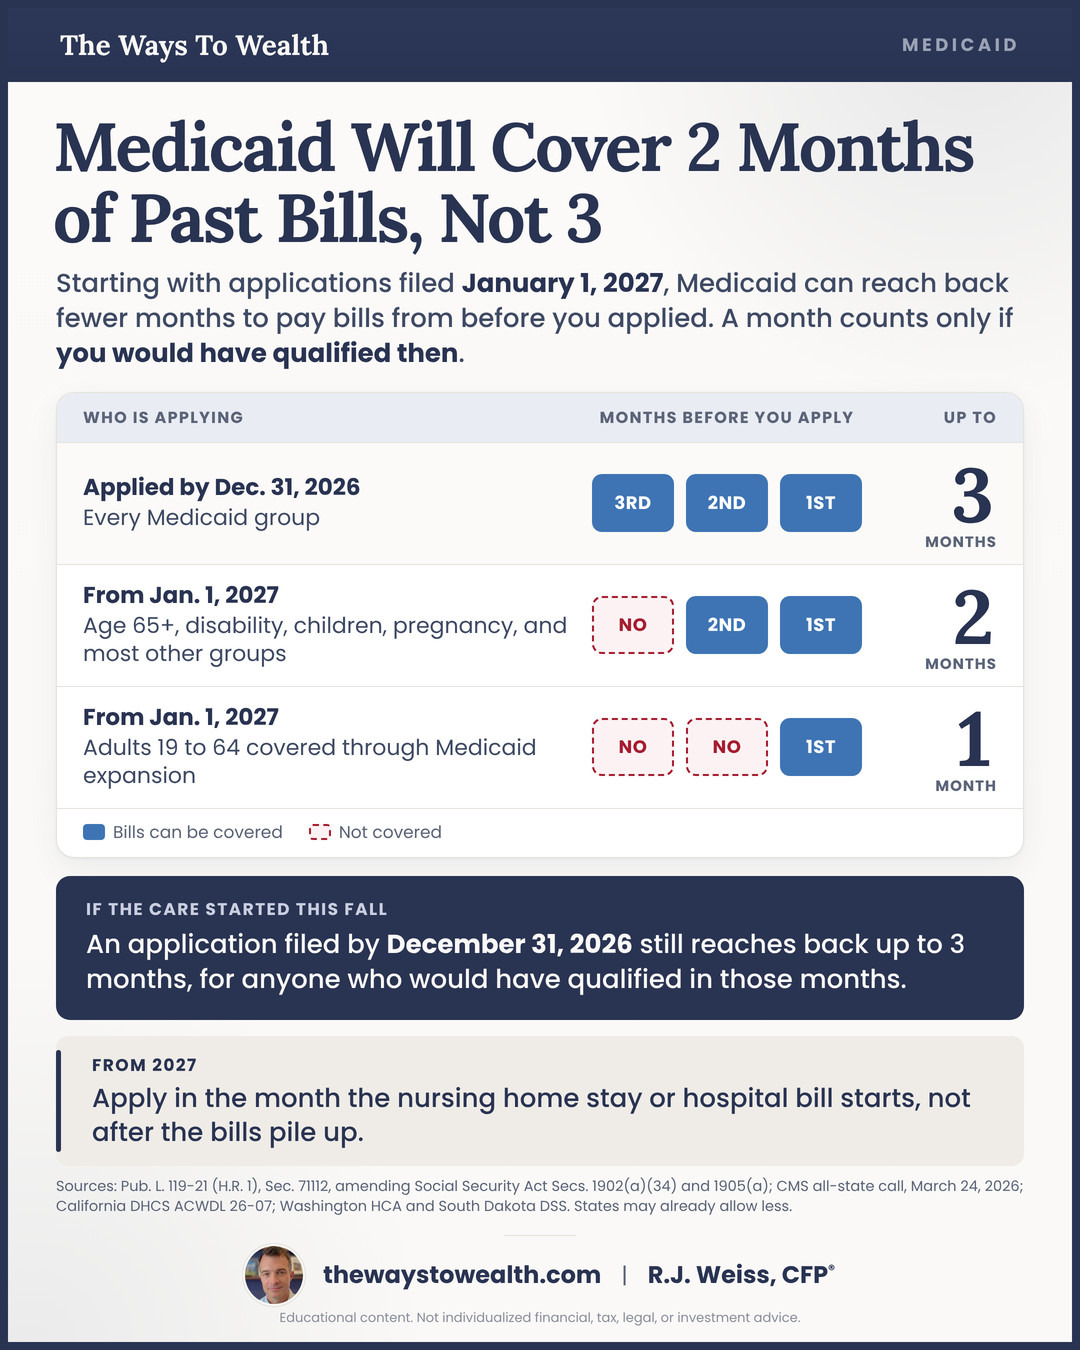 The Ways To Wealth
MEDICAID
Medicaid Will Cover 2 Months
of Past Bills, Not 3
Starting with applications filed January 1, 2027, Medicaid can reach back
fewer months to pay bills from before you applied. A month counts only if
you would have qualified then.
WHO IS APPLYING
MONTHS BEFORE YOU APPLY
UP TO
Applied by Dec. 31, 2026
Every Medicaid group
3RD
2ND
1ST
3
MONTHS
From Jan. 1, 2027
Age 65+, disability, children, pregnancy, and
most other groups
NO
2ND
1ST
2
MONTHS
From Jan. 1, 2027
Adults 19 to 64 covered through Medicaid
expansion
NO
NO
1ST
1
MONTH
Bills can be covered
Not covered
IF THE CARE STARTED THIS FALL
An application filed by December 31, 2026 still reaches back up to 3
months, for anyone who would have qualified in those months.
FROM 2027
Apply in the month the nursing home stay or hospital bill starts, not
after the bills pile up.
Sources: Pub. L. 119-21 (H.R. 1), Sec. 71112, amending Social Security Act Secs. 1902(a)(34) and 1905(a); CMS all-state call, March 24, 2026;
California DHCS ACWDL 26-07; Washington HCA and South Dakota DSS. States may already allow less.
thewaystowealth.com | R.J. Weiss, CFP®
Educational content. Not individualized financial, tax, legal, or investment advice.